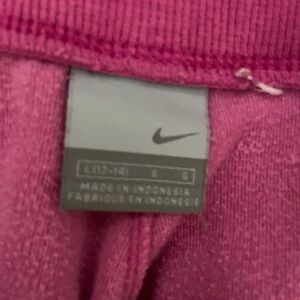 L(12-14) G G
MADE IN INDONESIA
FABRIQUE EN INDONESIE